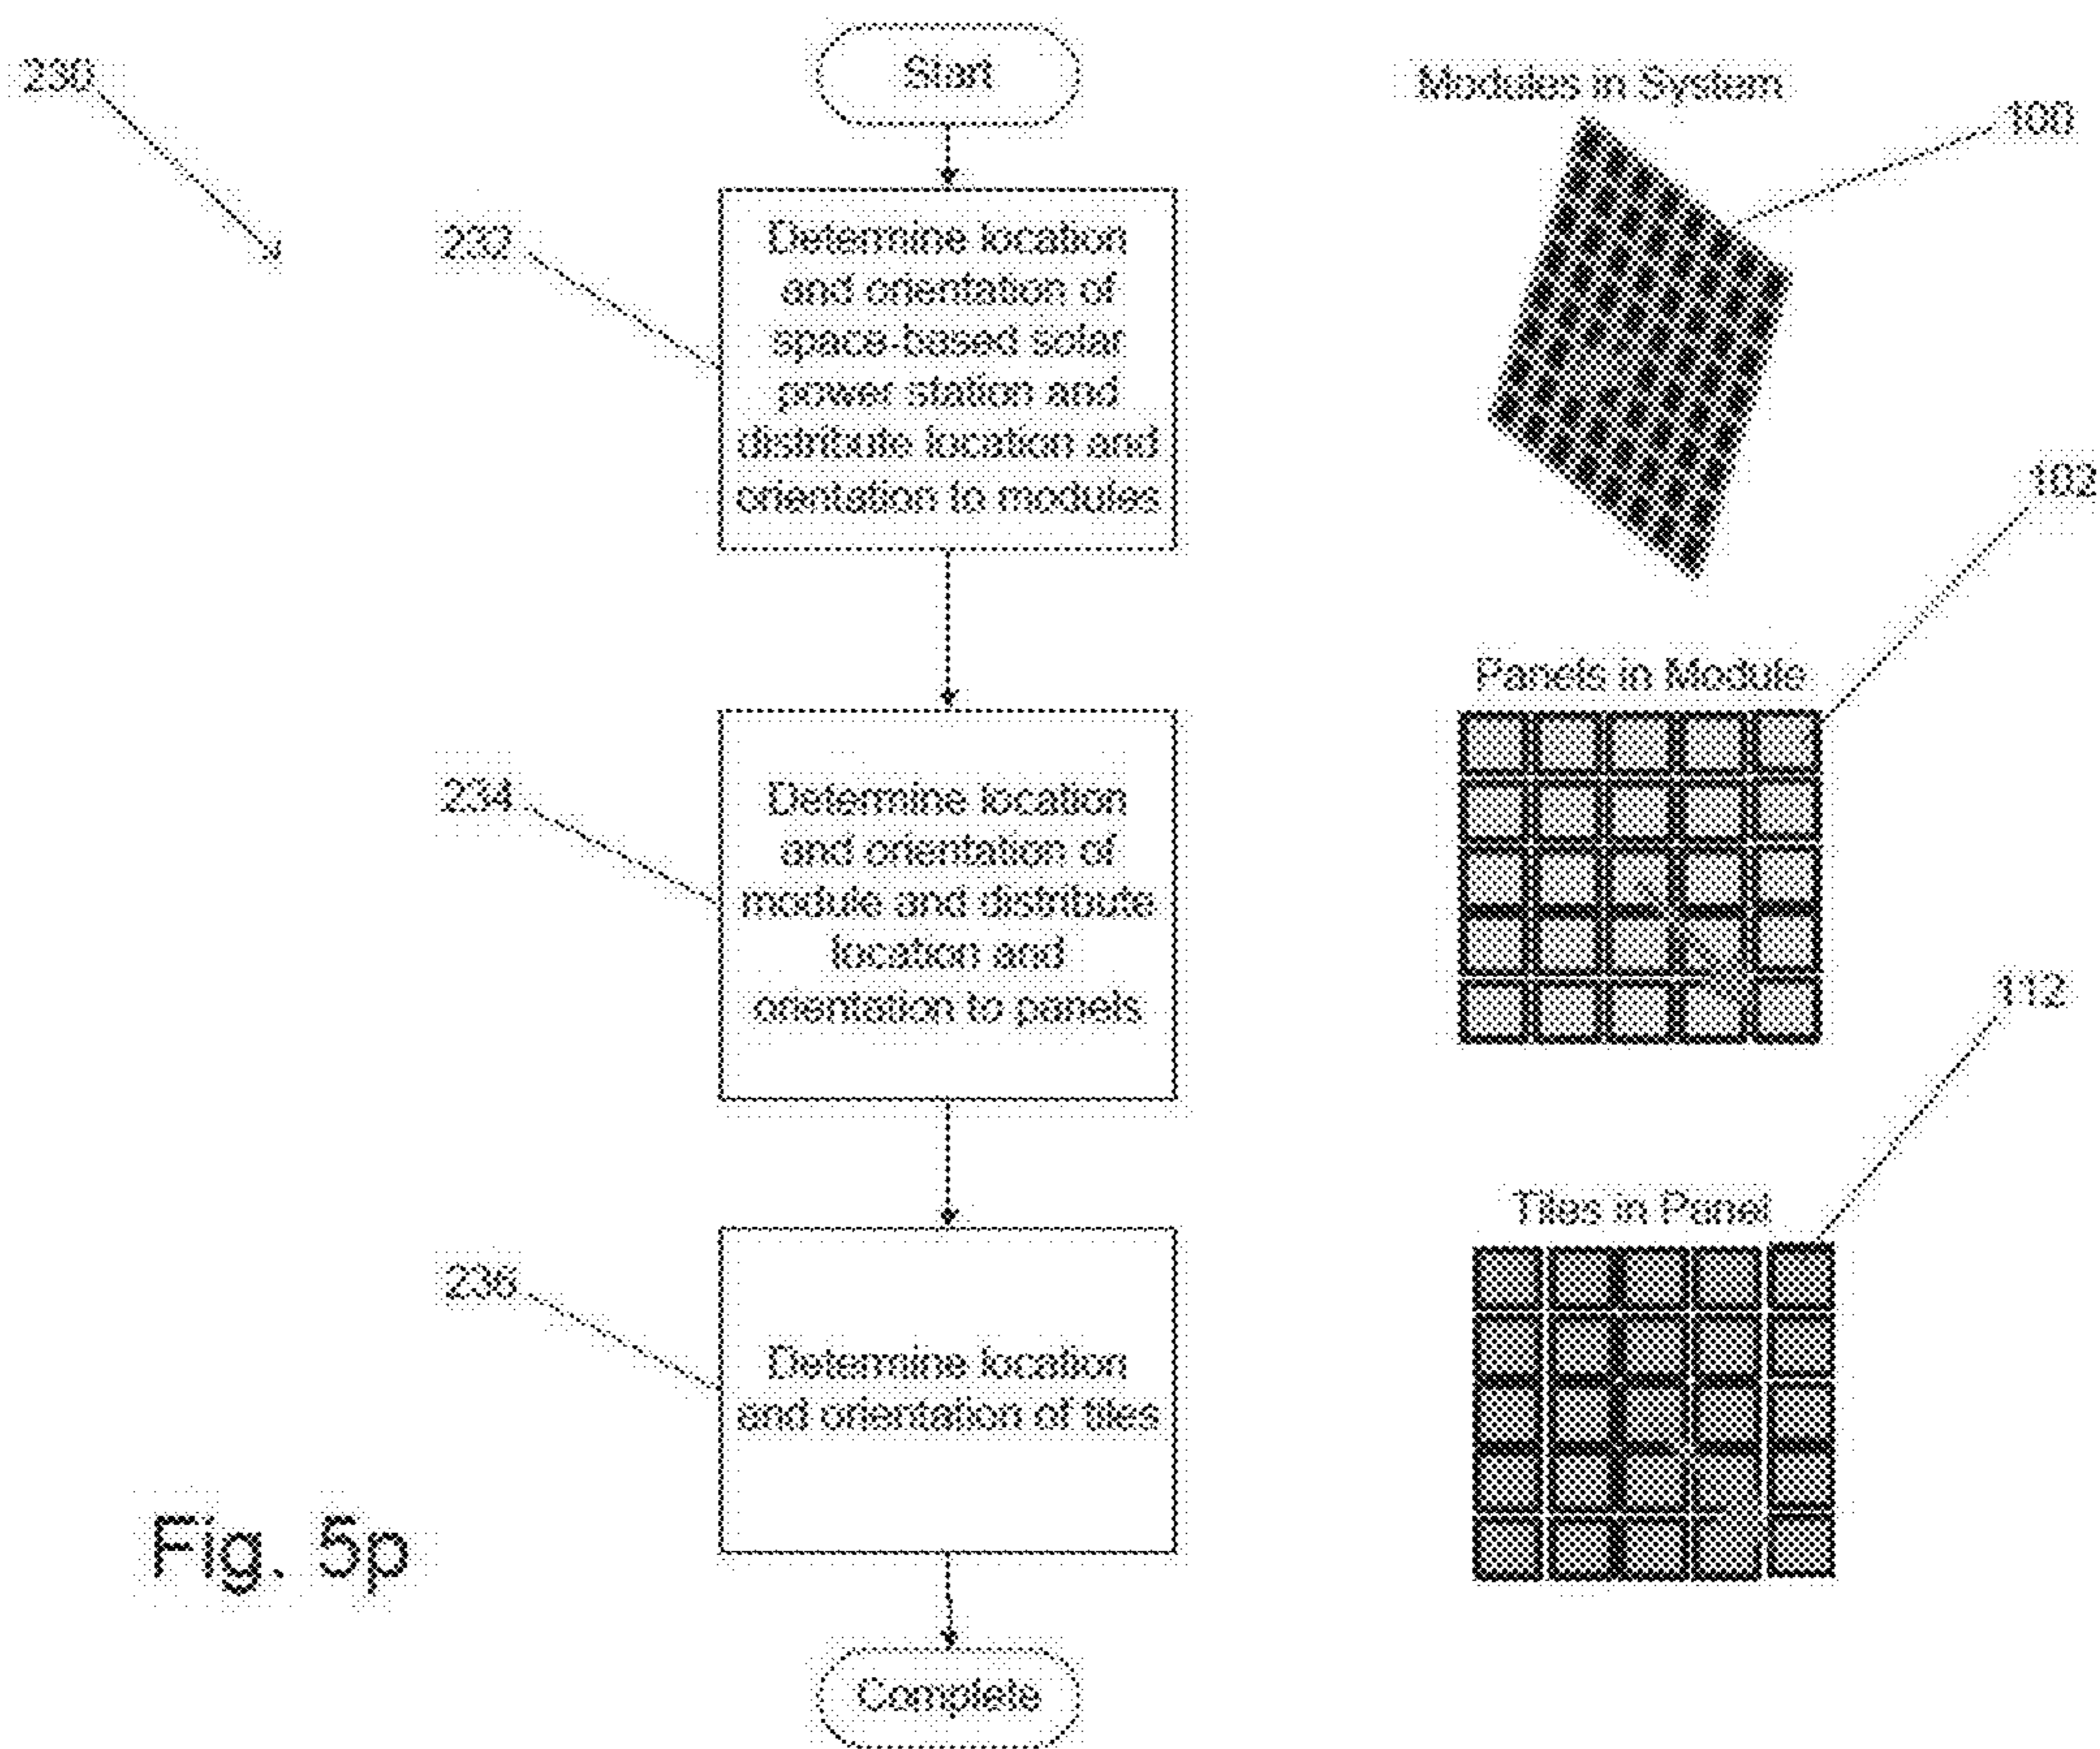 230
Start
Modules in System
100
232
Determine location
and orientation of
space-based solar
power station and
distribute location and
orientation to modules
102
Panels in Module
234
Determine location
and orientation of
module and distribute
location and
orientation to panels
112
Tiles in Panel
236
Determine location
and orientation of tiles
Fig. 5p
Complete